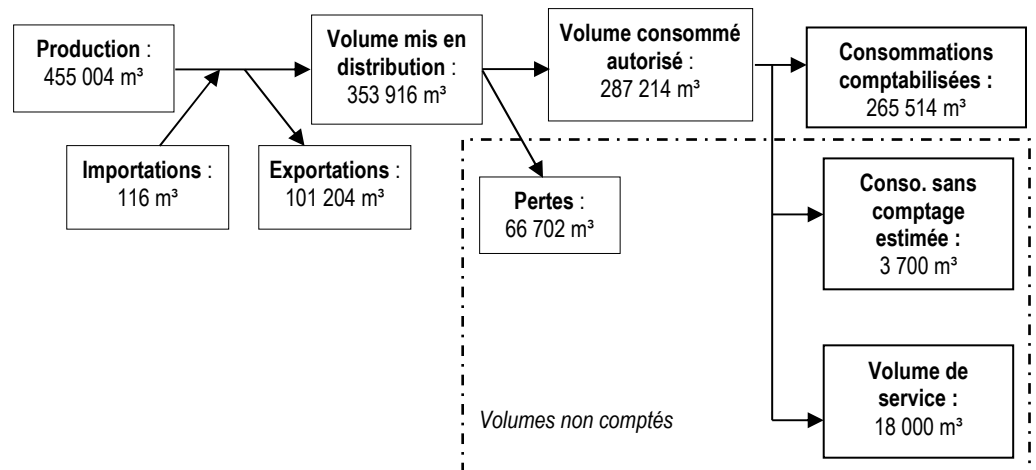 Production :
455 004 m³
Volume mis en
distribution :
353 916 m³
Volume consommé
autorisé :
287 214 m³
Consommations
comptabilisées :
265 514 m³
Importations :
116 m³
Exportations :
101 204 m³
Pertes :
66 702 m³
Conso. sans
comptage
estimée :
3 700 m³
Volume de
service :
18 000 m³
Volumes non comptés